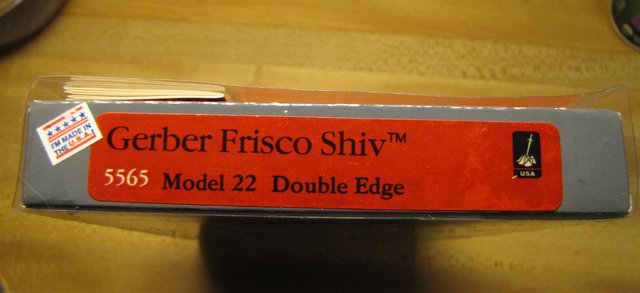 I'M MADE IN
THE U.S.A.
Gerber Frisco Shiv™
5565 Model 22 Double Edge
USA